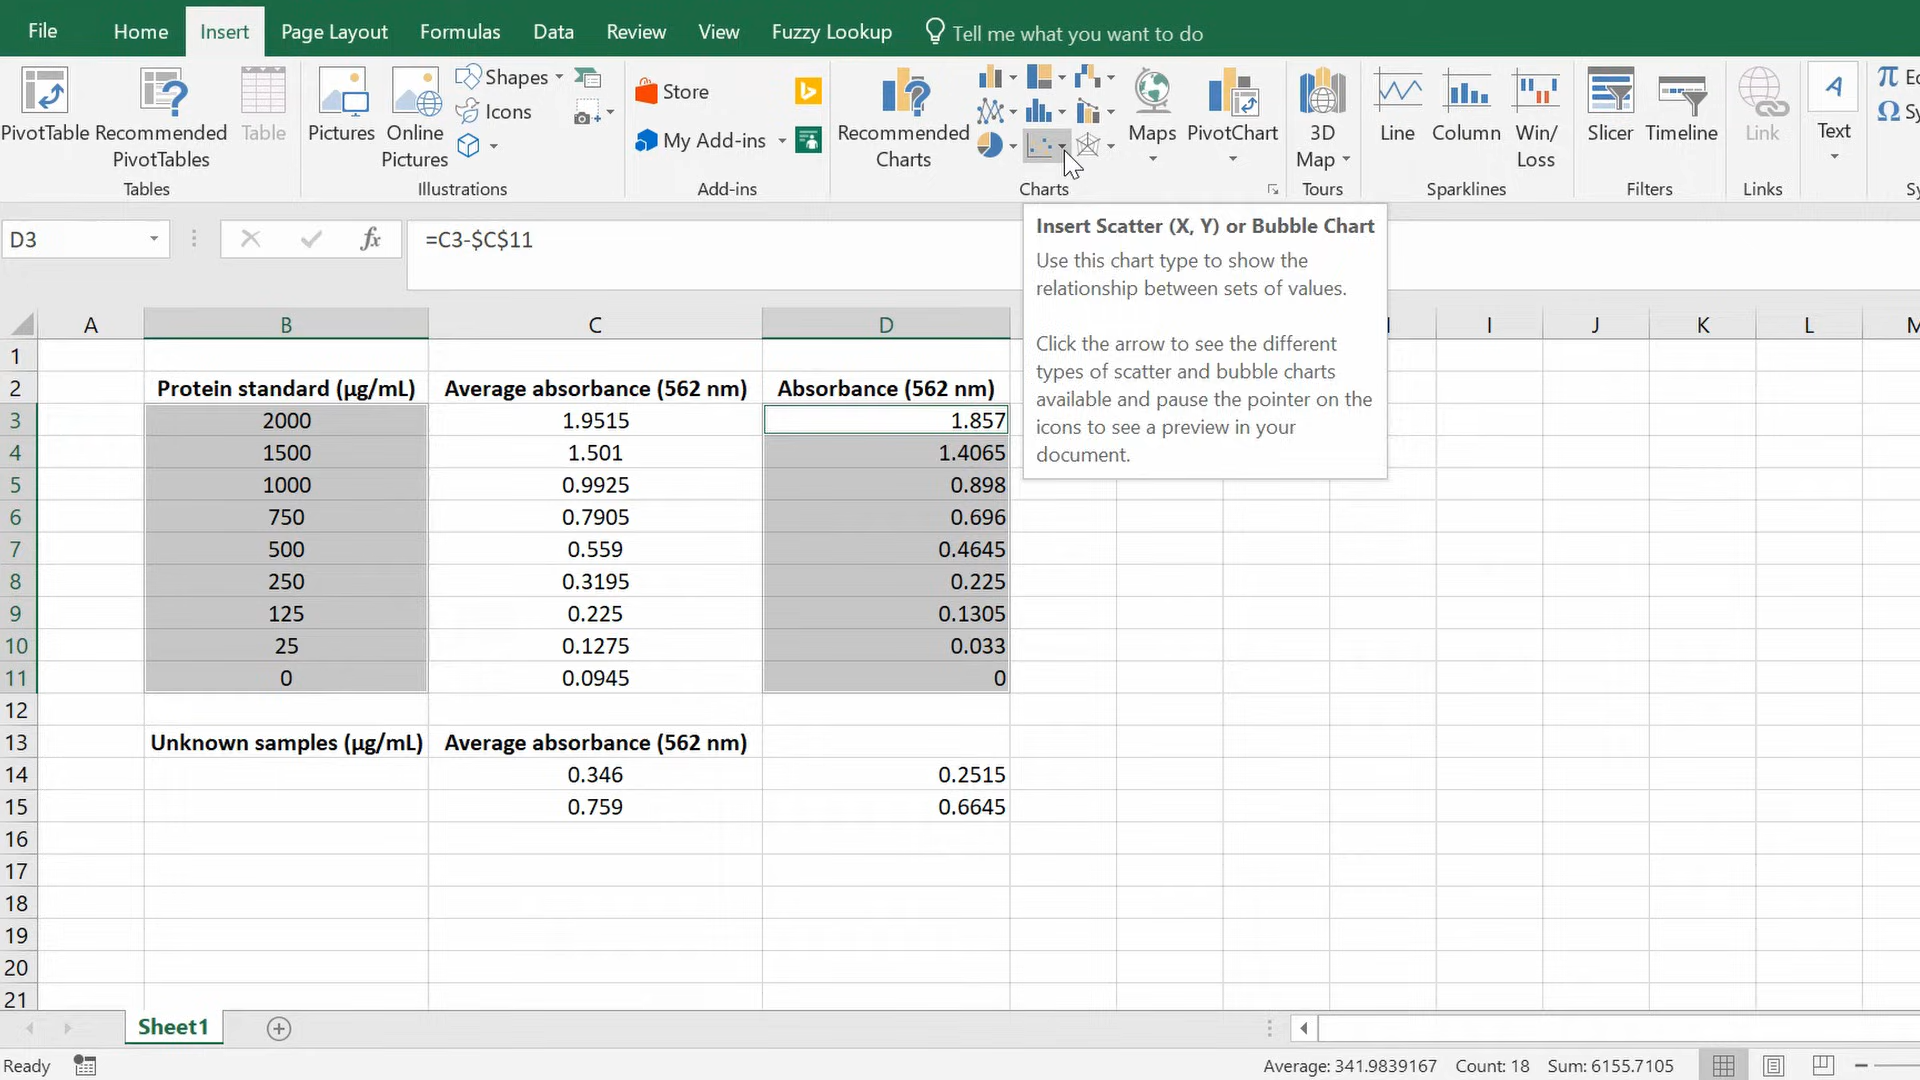 File Home Insert Page Layout Formulas Data Review View Fuzzy Lookup Tell me what you want to do
PivotTable Recommended PivotTables Table
Tables
Pictures Online Pictures Shapes Icons
Illustrations
Store
My Add-ins
Add-ins
Recommended Charts
Maps PivotChart
Charts
3D Map
Tours
Line Column Win/Loss
Sparklines
Slicer Timeline
Filters
Link
Links
Text
D3 fx =C3-$C$11
Insert Scatter (X, Y) or Bubble Chart
Use this chart type to show the
relationship between sets of values.
Click the arrow to see the different
types of scatter and bubble charts
available and pause the pointer on the
icons to see a preview in your
document.
A B C D I J K L
1
2 Protein standard (µg/mL) Average absorbance (562 nm) Absorbance (562 nm)
3 2000 1.9515 1.857
4 1500 1.501 1.4065
5 1000 0.9925 0.898
6 750 0.7905 0.696
7 500 0.559 0.4645
8 250 0.3195 0.225
9 125 0.225 0.1305
10 25 0.1275 0.033
11 0 0.0945 0
12
13 Unknown samples (µg/mL) Average absorbance (562 nm)
14 0.346 0.2515
15 0.759 0.6645
16
17
18
19
20
21
Sheet1
Ready Average: 341.9839167 Count: 18 Sum: 6155.7105